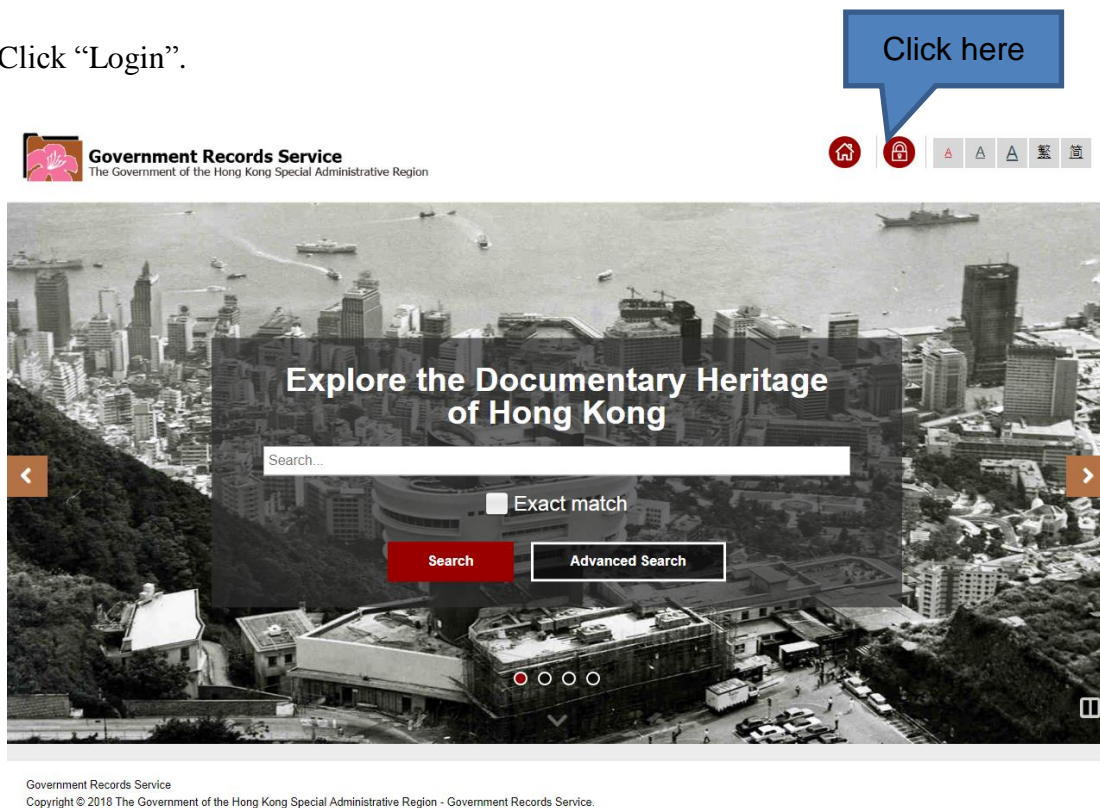 Click “Login”.
Click here
Government Records Service
The Government of the Hong Kong Special Administrative Region
A A A 繁 简
Explore the Documentary Heritage
of Hong Kong
Search...
Exact match
Search Advanced Search
Government Records Service
Copyright © 2018 The Government of the Hong Kong Special Administrative Region - Government Records Service.